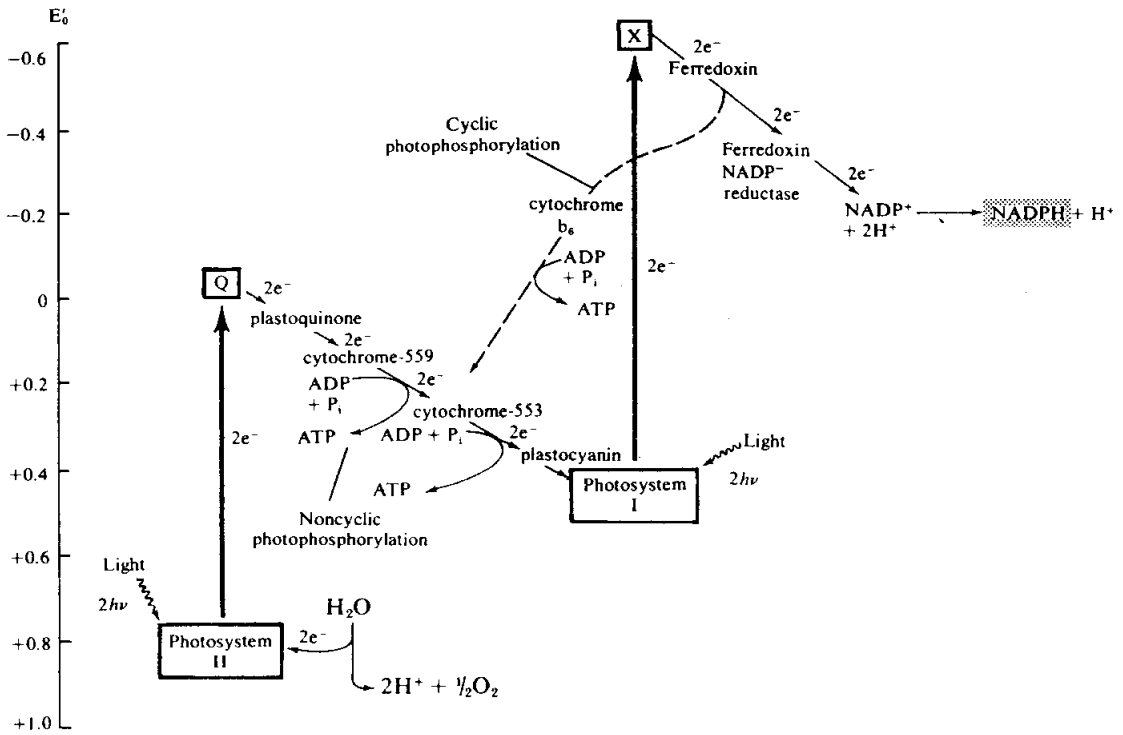 E′₀
−0.6
−0.4
−0.2
0
+0.2
+0.4
+0.6
+0.8
+1.0
X
2e⁻
Ferredoxin
2e⁻
Ferredoxin
NADP⁻
reductase
2e⁻
NADP⁺
+ 2H⁺
NADPH + H⁺
Cyclic
photophosphorylation
cytochrome
b₆
ADP
+ Pᵢ
ATP
2e⁻
Q
2e⁻
plastoquinone
2e⁻
cytochrome-559
ADP
+ Pᵢ
2e⁻
ATP
cytochrome-553
ADP + Pᵢ
2e⁻
ATP
plastocyanin
Noncyclic
photophosphorylation
2e⁻
Photosystem
I
Light
2hν
Light
2hν
Photosystem
II
2e⁻
H₂O
2H⁺ + ½O₂